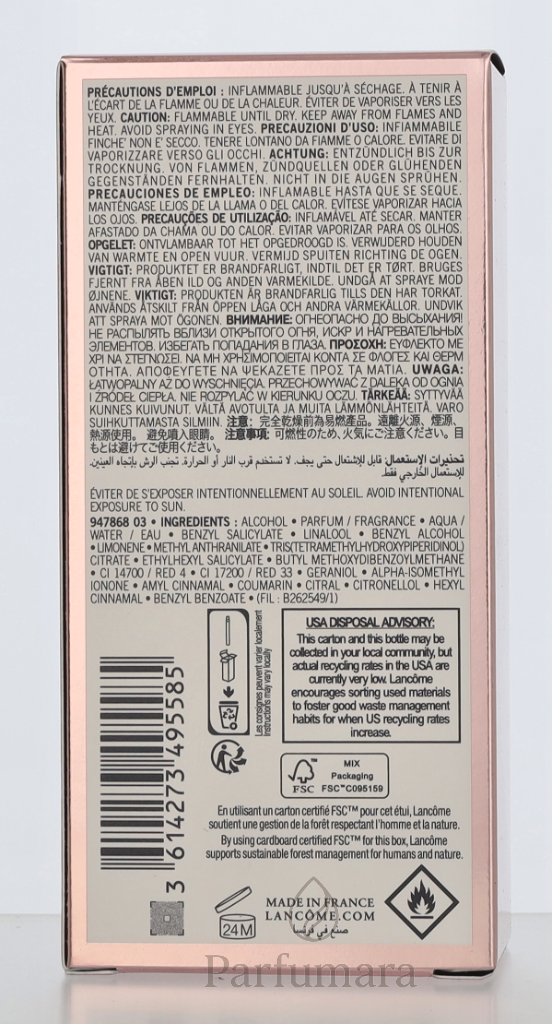 PRÉCAUTIONS D'EMPLOI : INFLAMMABLE JUSQU'À SÉCHAGE. À TENIR À
L'ÉCART DE LA FLAMME OU DE LA CHALEUR. ÉVITER DE VAPORISER VERS LES
YEUX. CAUTION: FLAMMABLE UNTIL DRY. KEEP AWAY FROM FLAMES AND
HEAT. AVOID SPRAYING IN EYES. PRECAUZIONI D'USO: INFIAMMABILE
FINCHE' NON E' SECCO. TENERE LONTANO DA FIAMME O CALORE. EVITARE DI
VAPORIZZARE VERSO GLI OCCHI. ACHTUNG: ENTZÜNDLICH BIS ZUR
TROCKNUNG. VON FLAMMEN, ZÜNDQUELLEN ODER GLÜHENDEN
GEGENSTÄNDEN FERNHALTEN. NICHT IN DIE AUGEN SPRÜHEN.
PRECAUCIONES DE EMPLEO: INFLAMABLE HASTA QUE SE SEQUE.
MANTÉNGASE LEJOS DE LA LLAMA O DEL CALOR. EVÍTESE VAPORIZAR HACIA
LOS OJOS. PRECAUÇÕES DE UTILIZAÇÃO: INFLAMÁVEL ATÉ SECAR. MANTER
AFASTADO DA CHAMA OU DO CALOR. EVITAR VAPORIZAR PARA OS OLHOS.
OPGELET: ONTVLAMBAAR TOT HET OPGEDROOGD IS. VERWIJDERD HOUDEN
VAN WARMTE EN OPEN VUUR. VERMIJD SPUITEN RICHTING DE OGEN.
VIGTIGT: PRODUKTET ER BRANDFARLIGT, INDTIL DET ER TØRT. BRUGES
FJERNT FRA ÅBEN ILD OG ANDEN VARMEKILDE. UNDGÅ AT SPRAYE MOD
ØJNENE. VIKTIGT: PRODUKTEN ÄR BRANDFARLIG TILLS DEN HAR TORKAT.
ANVÄNDS ÅTSKILT FRÅN ÖPPEN LÅGA OCH ANDRA VÄRMEKÄLLOR. UNDVIK
ATT SPRAYA MOT ÖGONEN. ВНИМАНИЕ: ОГНЕОПАСНО ДО ВЫСЫХАНИЯ!
НЕ РАСПЫЛЯТЬ ВБЛИЗИ ОТКРЫТОГО ОГНЯ, ИСКР И НАГРЕВАТЕЛЬНЫХ
ЭЛЕМЕНТОВ. ИЗБЕГАТЬ ПОПАДАНИЯ В ГЛАЗА. ΠΡΟΣΟΧΗ: ΕΥΦΛΕΚΤΟ ΜΕ
ΧΡΙ ΝΑ ΣΤΕΓΝΩΣΕΙ. ΝΑ ΜΗ ΧΡΗΣΙΜΟΠΟΙΕΙΤΑΙ ΚΟΝΤΑ ΣΕ ΦΛΟΓΕΣ ΚΑΙ ΘΕΡΜ
ΟΤΗΤΑ. ΑΠΟΦΕΥΓΕΤΕ ΝΑ ΨΕΚΑΖΕΤΕ ΠΡΟΣ ΤΑ ΜΑΤΙΑ. UWAGA:
ŁATWOPALNY AŻ DO WYSCHNIĘCIA. PRZECHOWYWAĆ Z DALEKA OD OGNIA
I ŹRÓDEŁ CIEPŁA. NIE ROZPYLAĆ W KIERUNKU OCZU. TÄRKEÄÄ: SYTTYVÄÄ
KUNNES KUIVUNUT. VÄLTÄ AVOTULTA JA MUITA LÄMMÖNLÄHTEITÄ. VARO
SUIHKUTTAMASTA SILMIIN. 注意：完全乾燥前為易燃產品。遠離火源、煙源、
熱源使用。 避免噴入眼睛。 注意事項: 可燃性のため、火気にご注意ください。目
もとは避けてご使用ください。
تحذيرات الإستعمال: قابل للإشتعال حتى يجف. لا تستخدم قرب النار أو الحرارة. تجنب الرش بإتجاه العينين.
للإستعمال الخارجي فقط.
ÉVITER DE S'EXPOSER INTENTIONNELLEMENT AU SOLEIL. AVOID INTENTIONAL
EXPOSURE TO SUN.
947868 03 • INGREDIENTS : ALCOHOL • PARFUM / FRAGRANCE • AQUA /
WATER / EAU • BENZYL SALICYLATE • LINALOOL • BENZYL ALCOHOL
• LIMONENE • METHYL ANTHRANILATE • TRIS(TETRAMETHYLHYDROXYPIPERIDINOL)
CITRATE • ETHYLHEXYL SALICYLATE • BUTYL METHOXYDIBENZOYLMETHANE
• CI 14700 / RED 4 • CI 17200 / RED 33 • GERANIOL • ALPHA-ISOMETHYL
IONONE • AMYL CINNAMAL • COUMARIN • CITRAL • CITRONELLOL • HEXYL
CINNAMAL • BENZYL BENZOATE • (FIL : B262549/1)
Les consignes peuvent varier localement
Instructions may vary locally
USA DISPOSAL ADVISORY:
This carton and this bottle may be
collected in your local community, but
actual recycling rates in the USA are
currently very low. Lancôme
encourages sorting used materials
to foster good waste management
habits for when US recycling rates
increase.
3 614273 495585
FSC
MIX
Packaging
FSC™C095159
En utilisant un carton certifié FSC™ pour cet étui, Lancôme
soutient une gestion de la forêt respectant l'homme et la nature.
By using cardboard certified FSC™ for this box, Lancôme
supports sustainable forest management for humans and nature.
24M
MADE IN FRANCE
LANCOME.COM
صنع في فرنسا
Parfumara